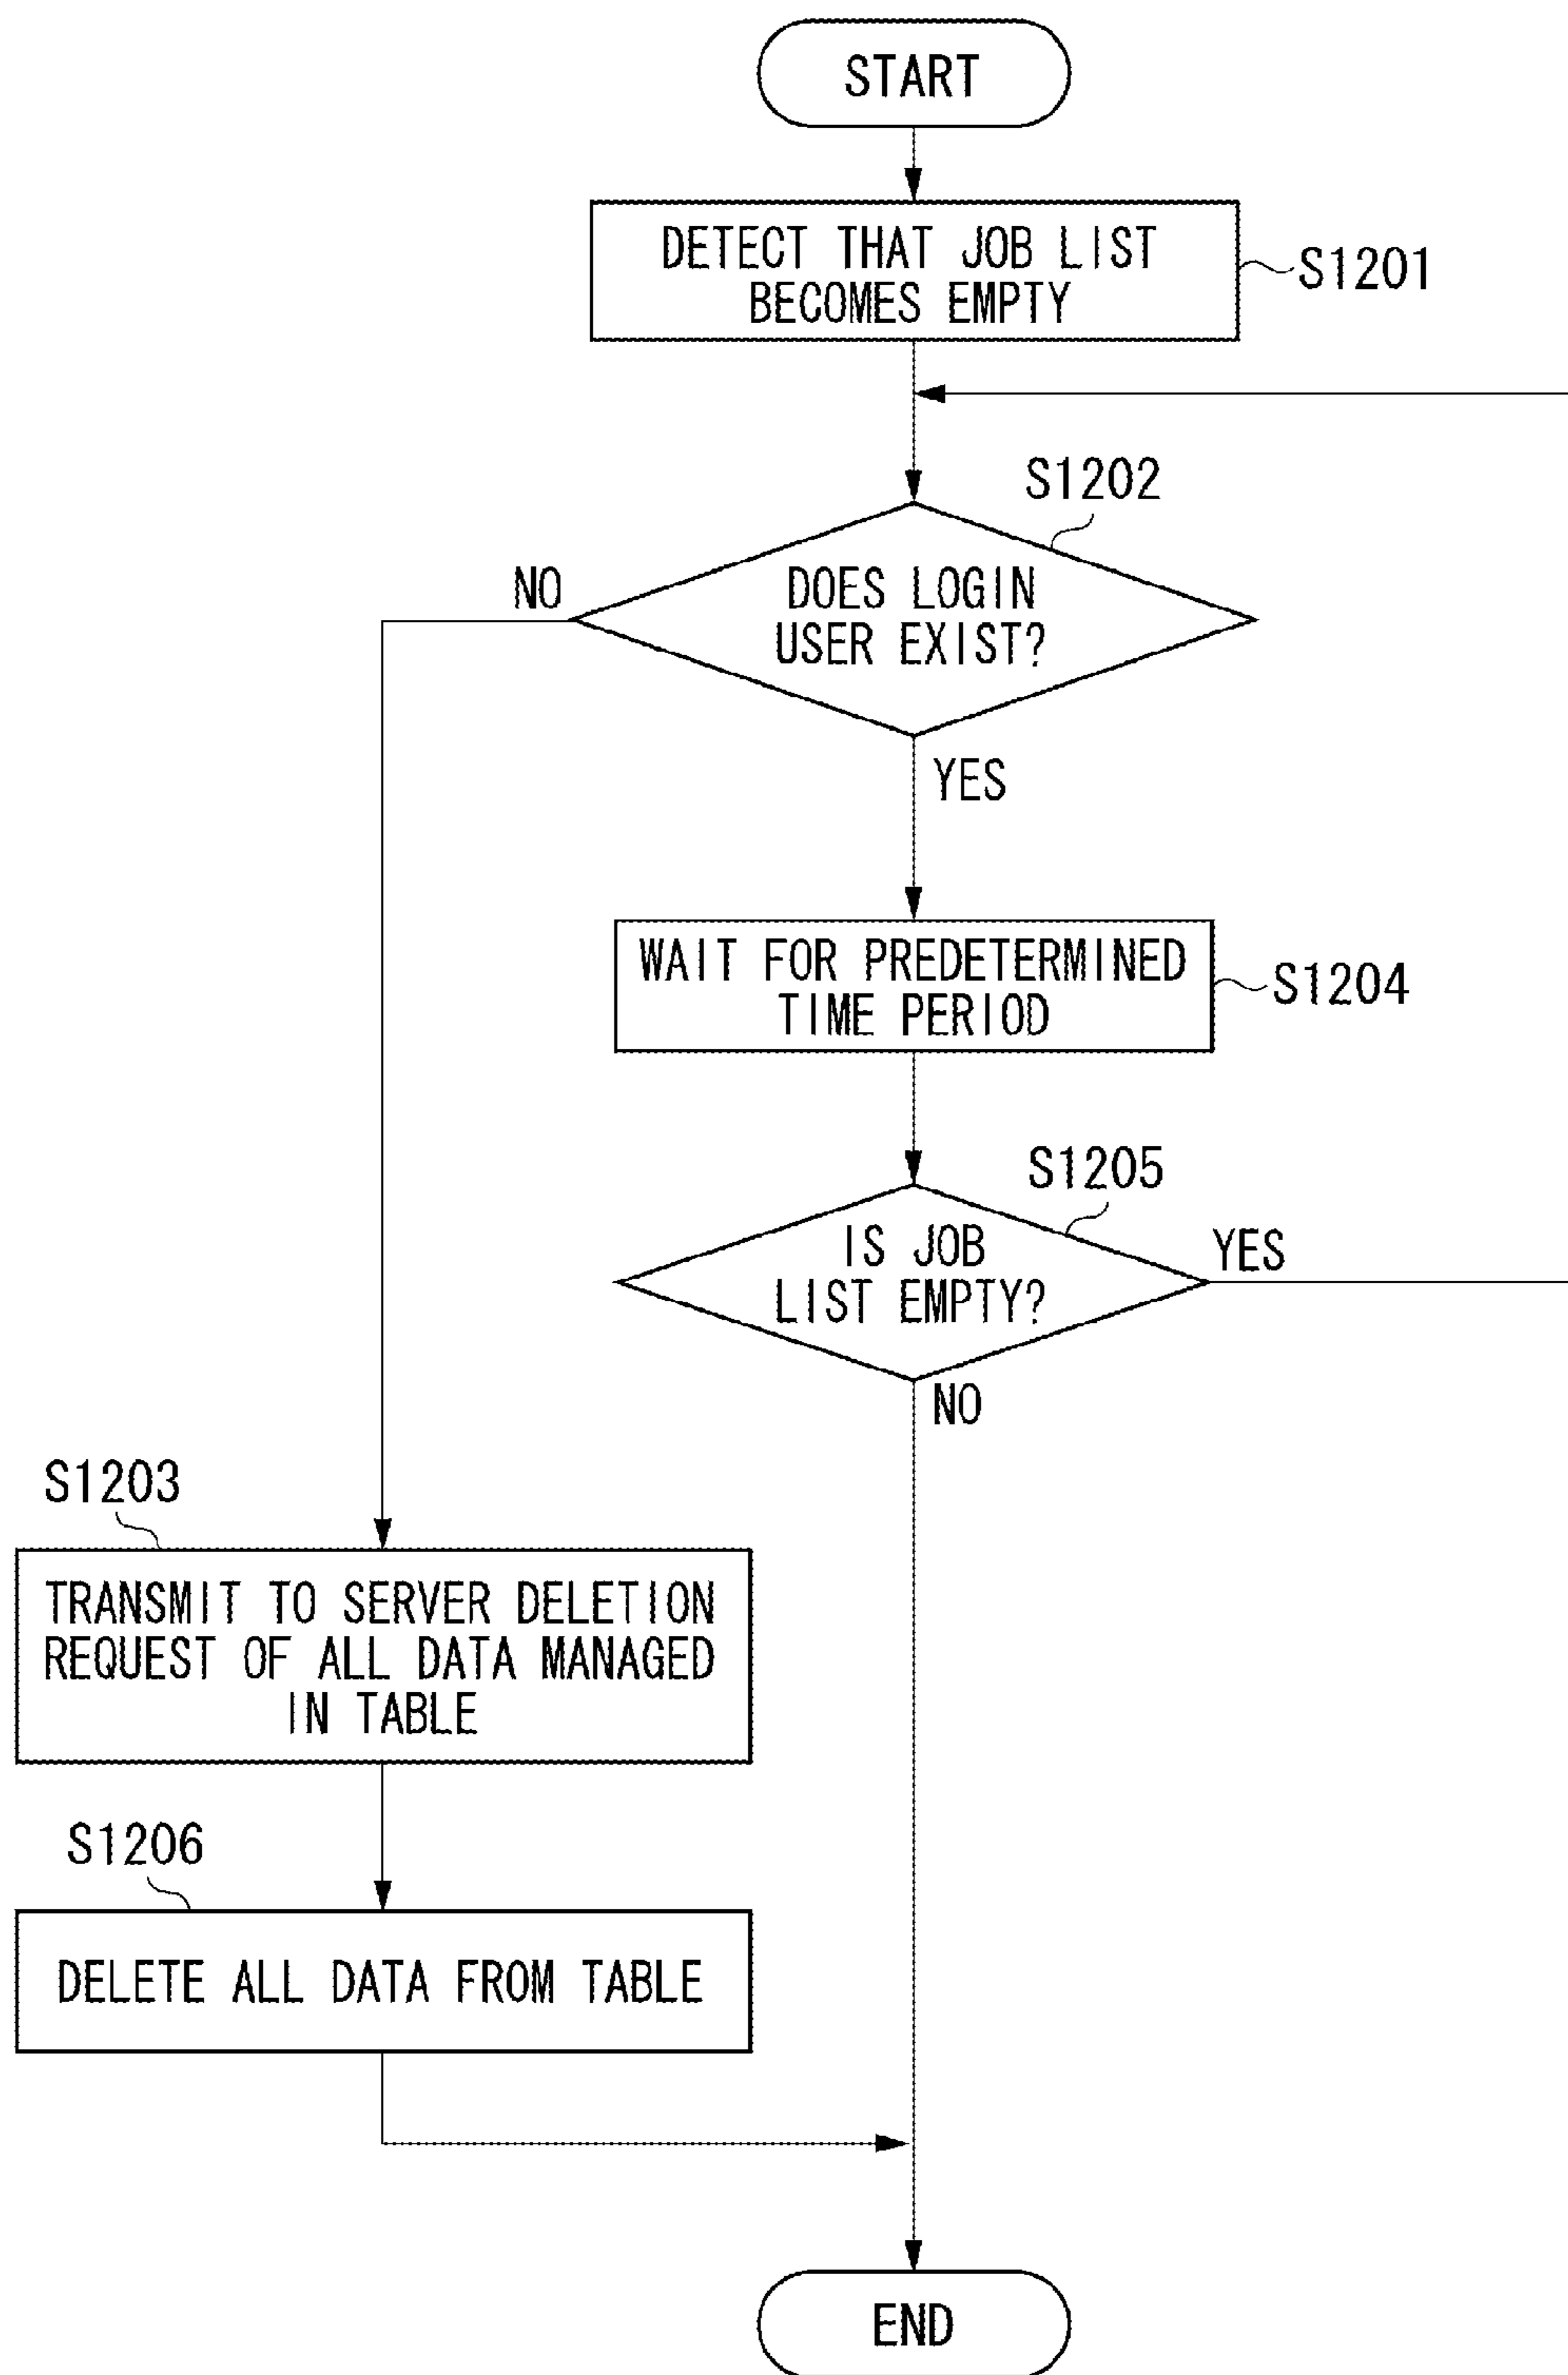 START
DETECT THAT JOB LIST
BECOMES EMPTY
S1201
S1202
DOES LOGIN
USER EXIST?
NO
YES
WAIT FOR PREDETERMINED
TIME PERIOD
S1204
S1205
IS JOB
LIST EMPTY?
YES
NO
S1203
TRANSMIT TO SERVER DELETION
REQUEST OF ALL DATA MANAGED
IN TABLE
S1206
DELETE ALL DATA FROM TABLE
END